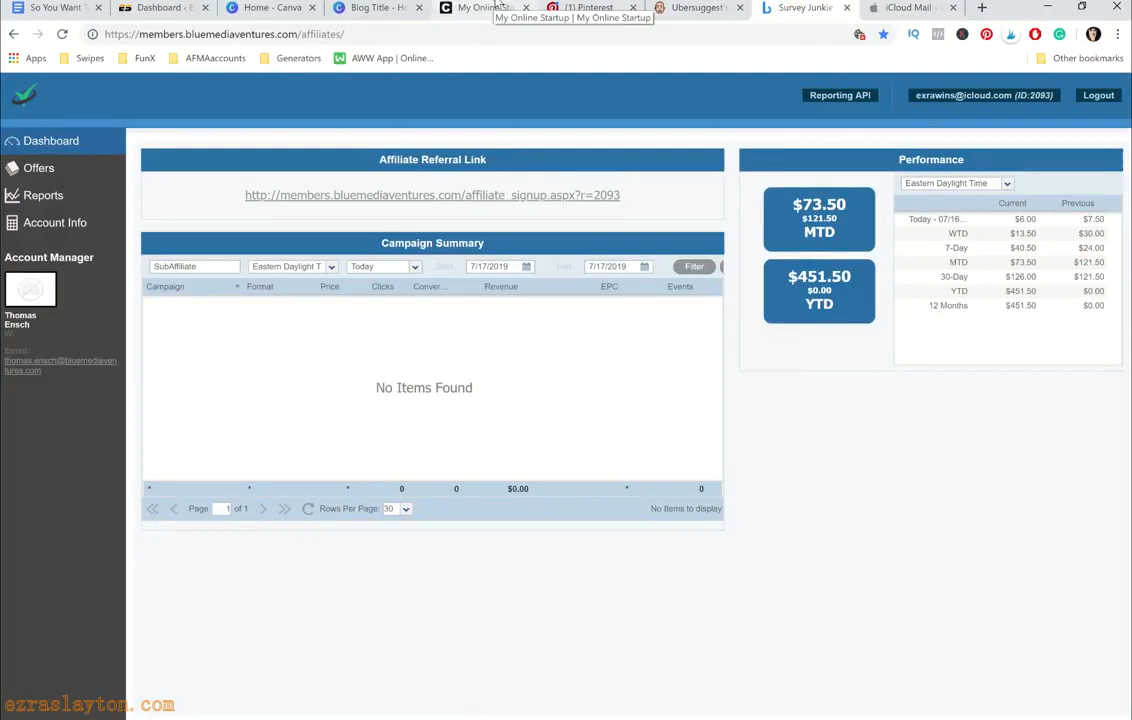 So You Want T
Dashboard - E
Home - Canva
Blog Title - Ho
My Online Sta
(1) Pinterest
Ubersuggest'
Survey Junkie
iCloud Mail -
My Online Startup | My Online Startup
https://members.bluemediaventures.com/affiliates/
Apps
Swipes
FunX
AFMAaccounts
Generators
AWW App | Online...
Other bookmarks
Reporting API
exrawins@icloud.com (ID:2093)
Logout
Dashboard
Offers
Reports
Account Info
Account Manager
Thomas
Ensch
W:
Email:
thomas.ensch@bluemediaven
tures.com
Affiliate Referral Link
http://members.bluemediaventures.com/affiliate_signup.aspx?r=2093
Campaign Summary
SubAffiliate
Eastern Daylight T
Today
Start
7/17/2019
End
7/17/2019
Filter
Campaign Format Price Clicks Conver... Revenue EPC Events
No Items Found
* * * 0 0 $0.00 * 0
Page 1 of 1
Rows Per Page: 30
No Items to display
Performance
$73.50
$121.50
MTD
$451.50
$0.00
YTD
Eastern Daylight Time
Current Previous
Today - 07/16... $6.00 $7.50
WTD $13.50 $30.00
7-Day $40.50 $24.00
MTD $73.50 $121.50
30-Day $126.00 $121.50
YTD $451.50 $0.00
12 Months $451.50 $0.00
ezraslayton.com